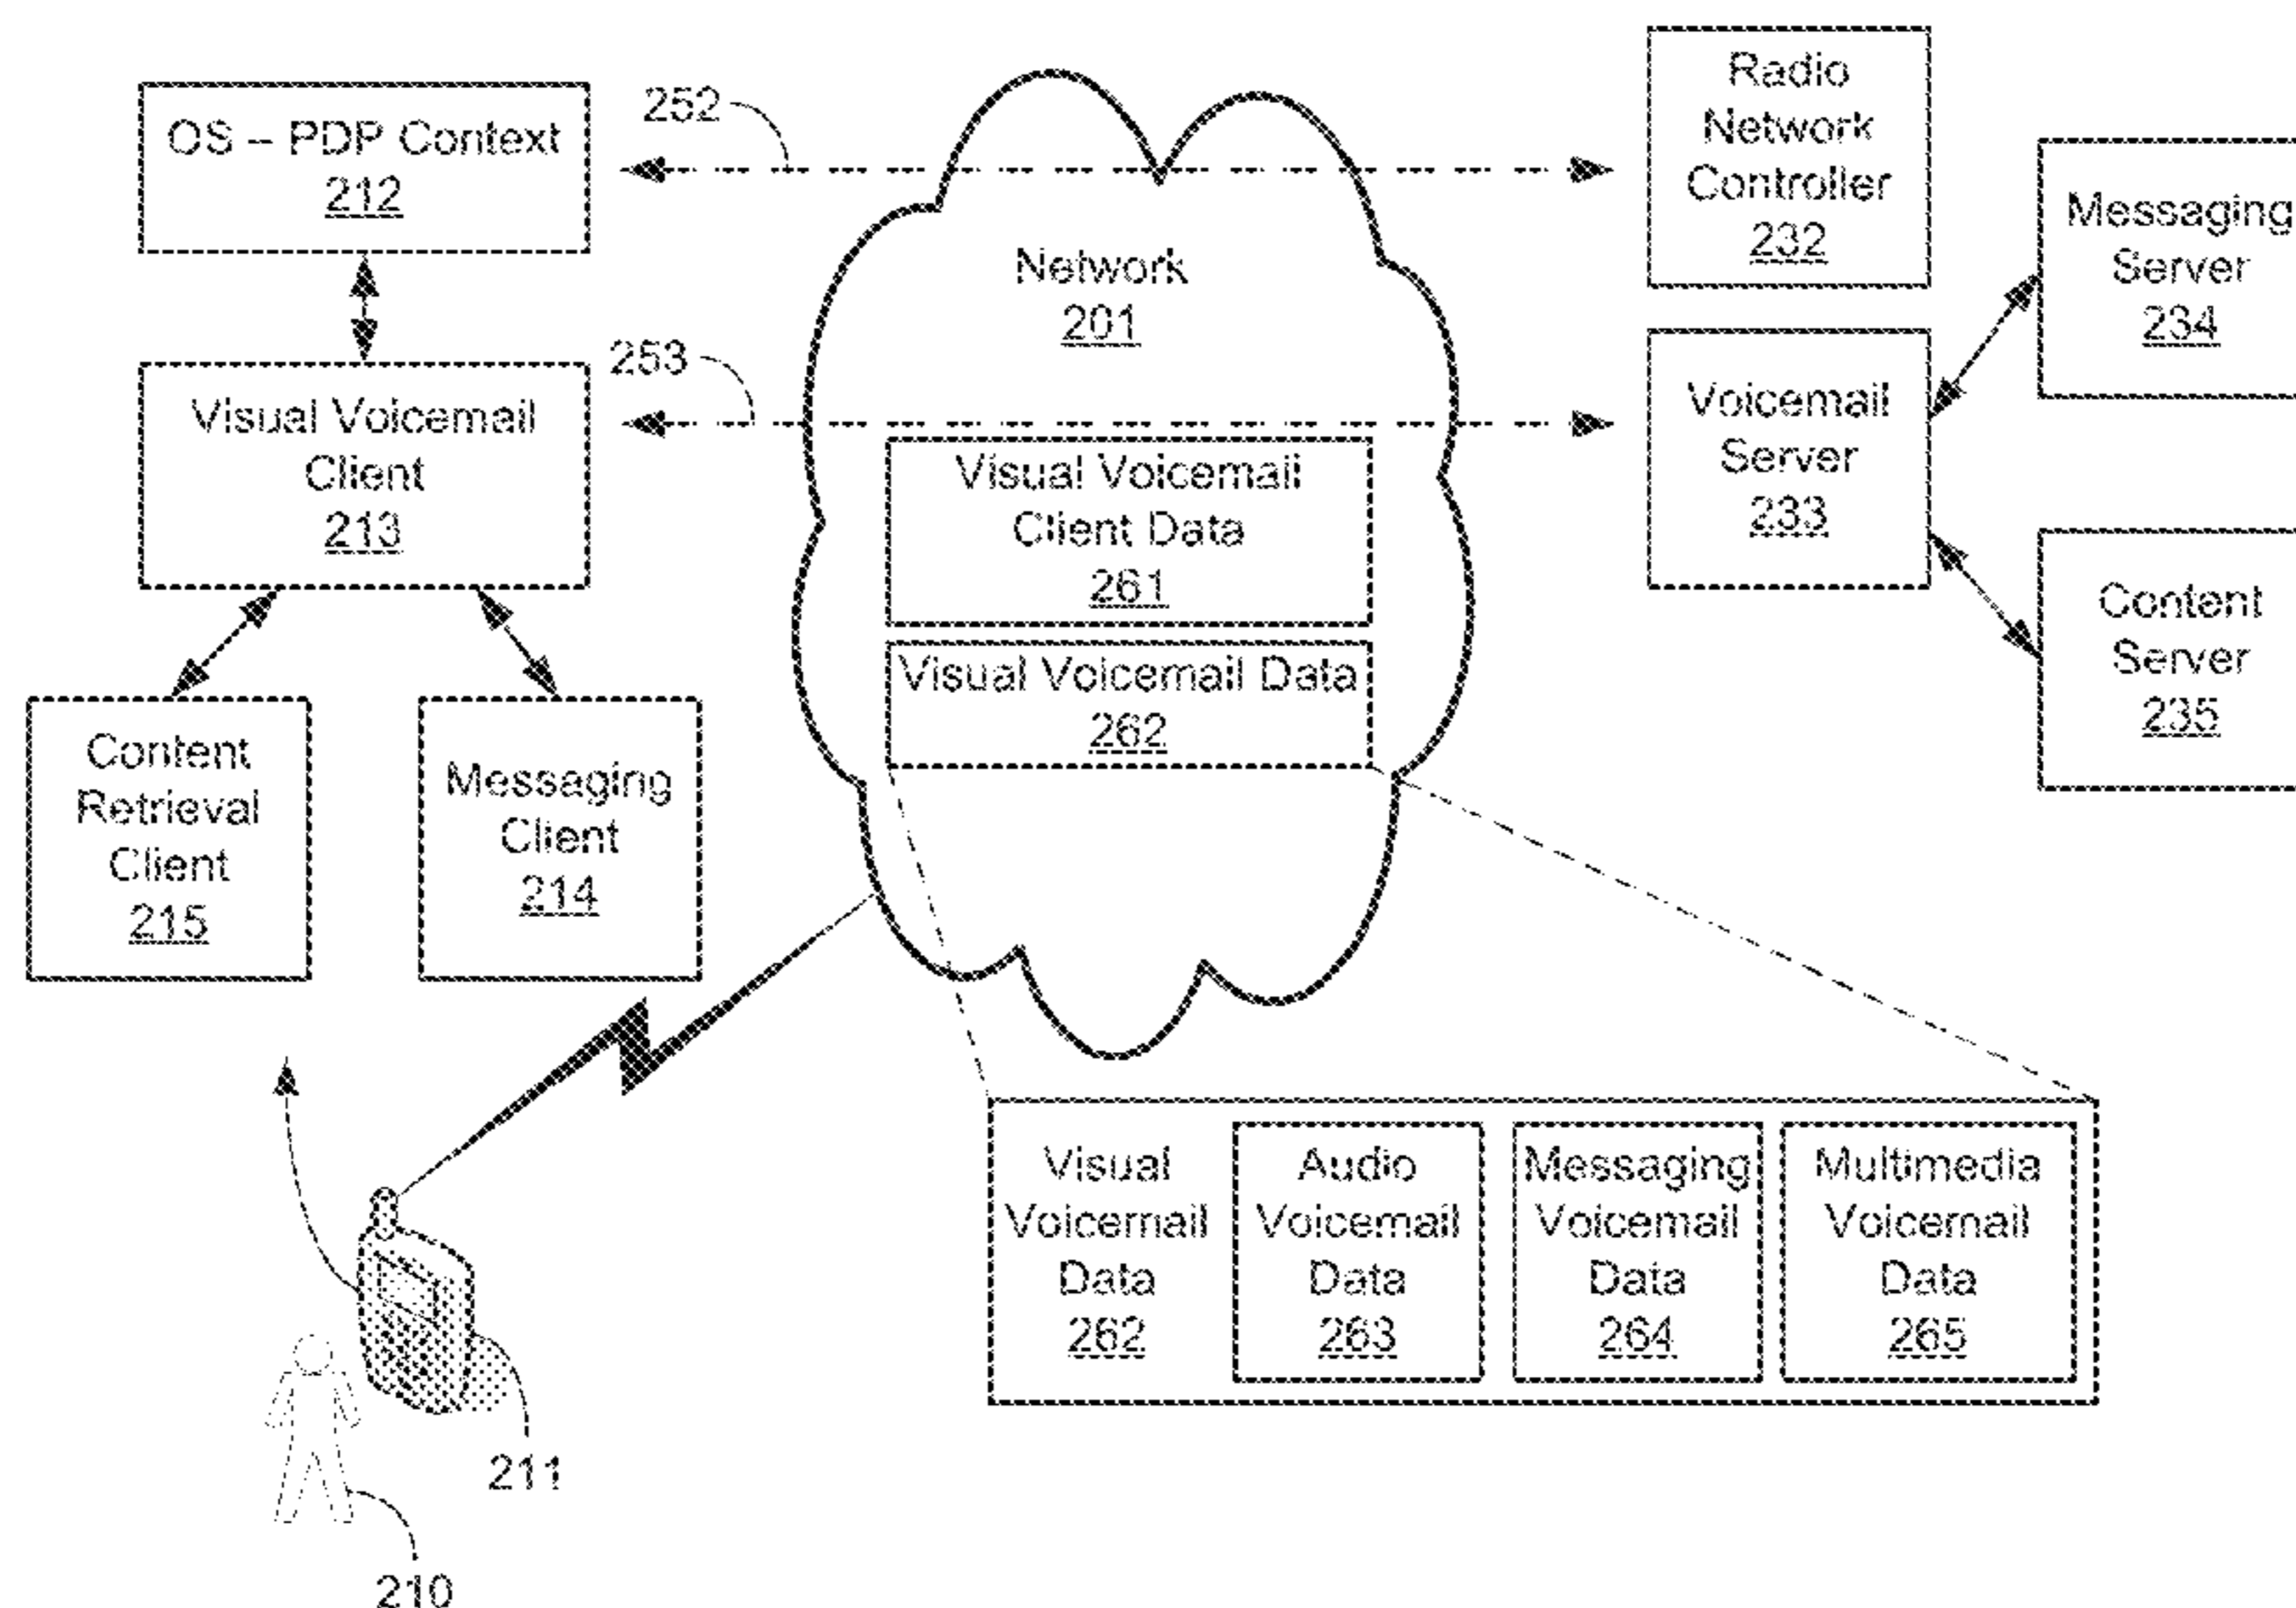 OS – PDP Context
212
252
Radio
Network
Controller
232
Messaging
Server
234
Network
201
253
Visual Voicemail
Client
213
Voicemail
Server
233
Visual Voicemail
Client Data
261
Visual Voicemail Data
262
Content
Server
235
Content
Retrieval
Client
215
Messaging
Client
214
Visual
Voicemail
Data
262
Audio
Voicemail
Data
263
Messaging
Voicemail
Data
264
Multimedia
Voicemail
Data
265
211
210